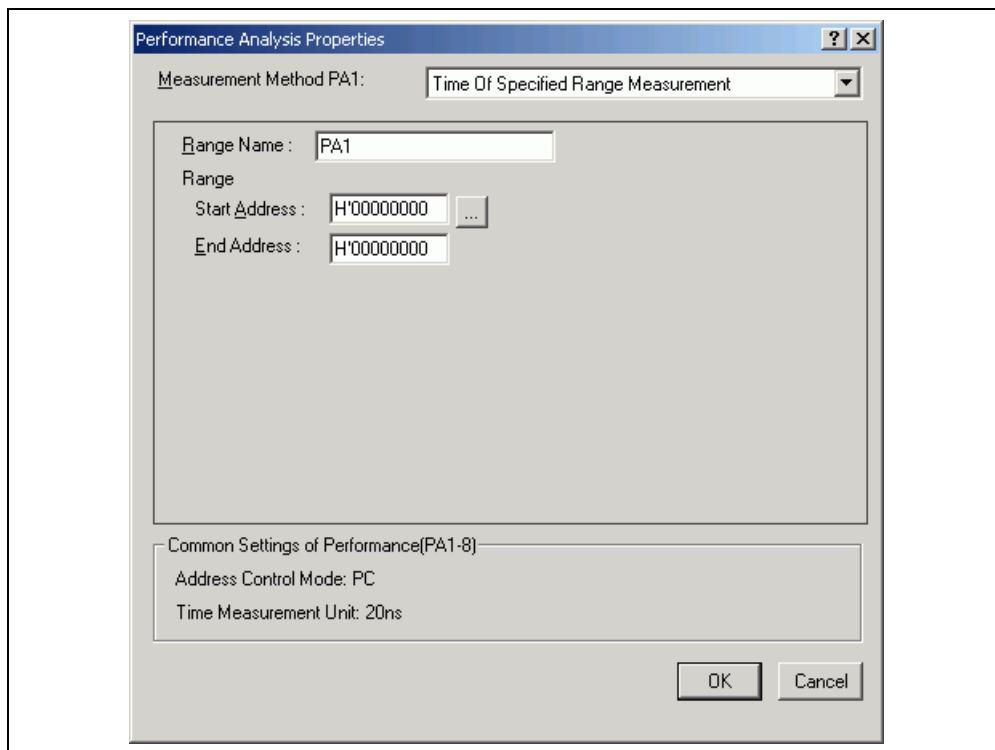 Performance Analysis Properties
Measurement Method PA1: Time Of Specified Range Measurement
Range Name : PA1
Range
Start Address : H'00000000 ...
End Address : H'00000000
Common Settings of Performance(PA1-8)
Address Control Mode: PC
Time Measurement Unit: 20ns
OK Cancel